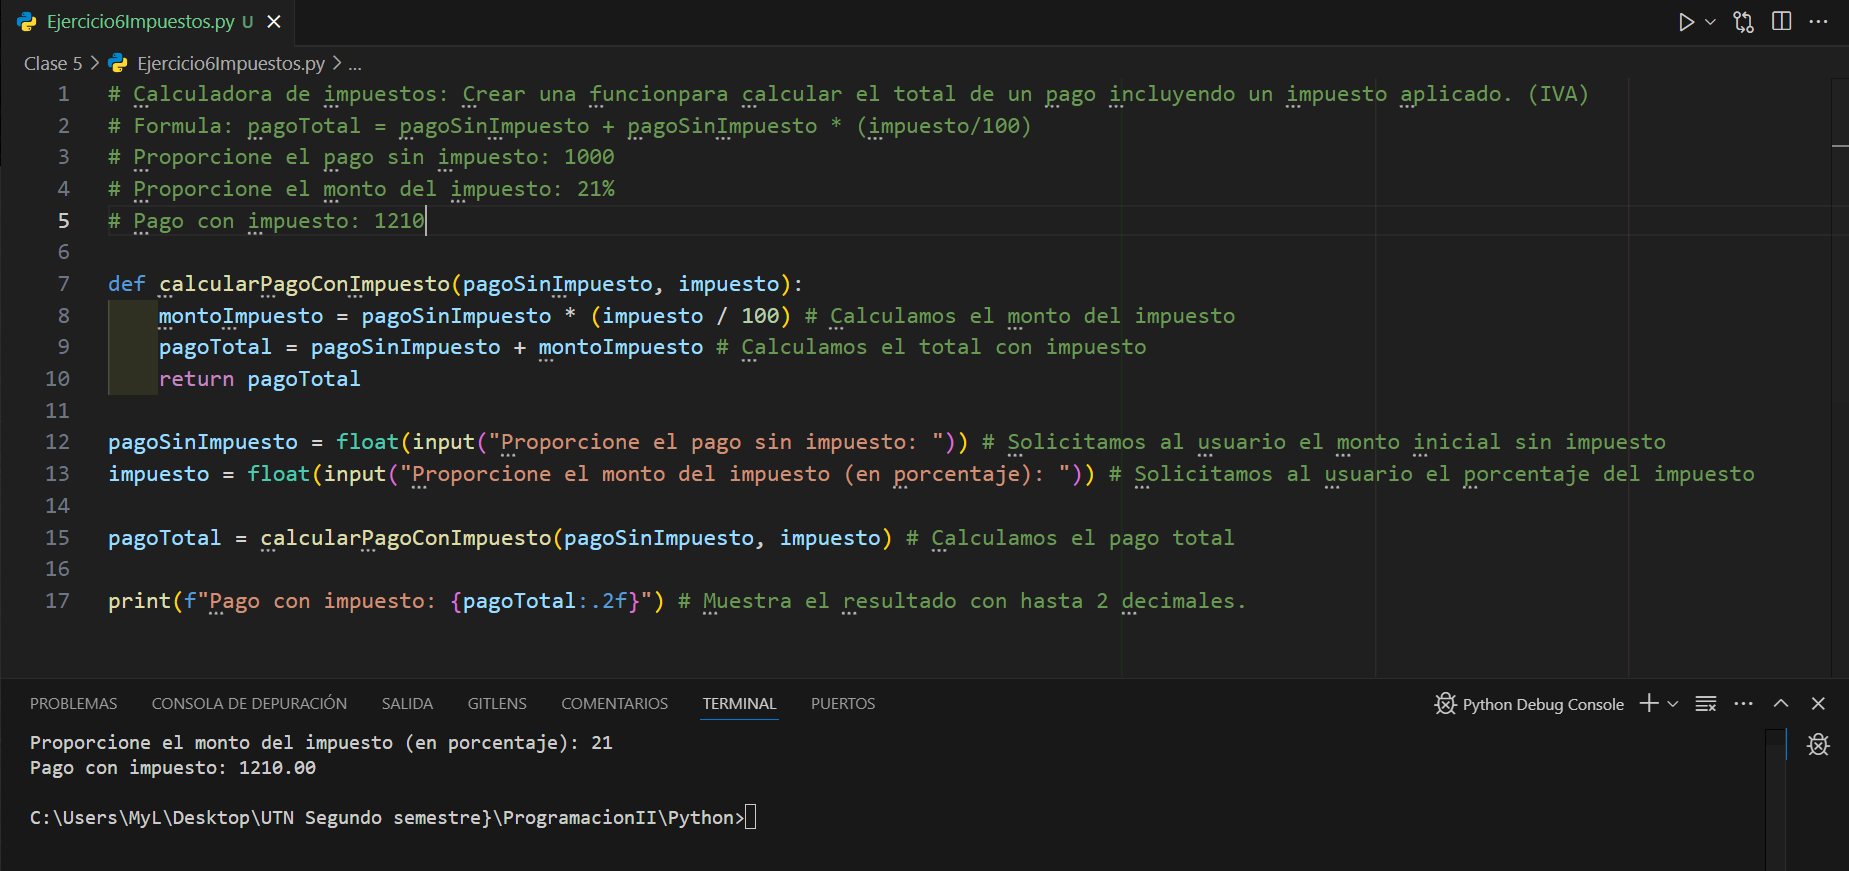 Ejercicio6Impuestos.py U
Clase 5 > Ejercicio6Impuestos.py > ...
1 # Calculadora de impuestos: Crear una funcionpara calcular el total de un pago incluyendo un impuesto aplicado. (IVA)
2 # Formula: pagoTotal = pagoSinImpuesto + pagoSinImpuesto * (impuesto/100)
3 # Proporcione el pago sin impuesto: 1000
4 # Proporcione el monto del impuesto: 21%
5 # Pago con impuesto: 1210
6
7 def calcularPagoConImpuesto(pagoSinImpuesto, impuesto):
8     montoImpuesto = pagoSinImpuesto * (impuesto / 100) # Calculamos el monto del impuesto
9     pagoTotal = pagoSinImpuesto + montoImpuesto # Calculamos el total con impuesto
10     return pagoTotal
11
12 pagoSinImpuesto = float(input("Proporcione el pago sin impuesto: ")) # Solicitamos al usuario el monto inicial sin impuesto
13 impuesto = float(input("Proporcione el monto del impuesto (en porcentaje): ")) # Solicitamos al usuario el porcentaje del impuesto
14
15 pagoTotal = calcularPagoConImpuesto(pagoSinImpuesto, impuesto) # Calculamos el pago total
16
17 print(f"Pago con impuesto: {pagoTotal:.2f}") # Muestra el resultado con hasta 2 decimales.
PROBLEMAS CONSOLA DE DEPURACIÓN SALIDA GITLENS COMENTARIOS TERMINAL PUERTOS Python Debug Console
Proporcione el monto del impuesto (en porcentaje): 21
Pago con impuesto: 1210.00
C:\Users\MyL\Desktop\UTN Segundo semestre}\ProgramacionII\Python>